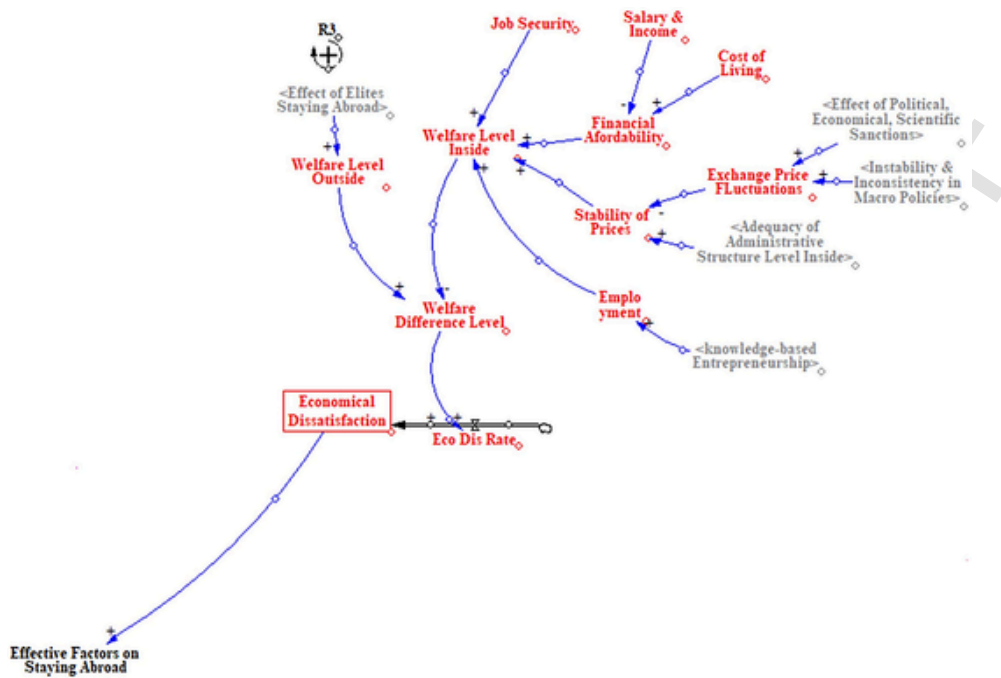 R3
Job Security
Salary &
Income
Cost of
Living
<Effect of Elites
Staying Abroad>
<Effect of Political,
Economical, Scientific
Sanctions>
Welfare Level
Inside
Financial
Afordability
Welfare Level
Outside
Exchange Price
FLuctuations
<Instability &
Inconsistency in
Macro Policies>
Stability of
Prices
<Adequacy of
Administrative
Structure Level Inside>
Welfare
Difference Level
Emplo
yment
<knowledge-based
Entrepreneurship>
Economical
Dissatisfaction
Eco Dis Rate
Effective Factors on
Staying Abroad